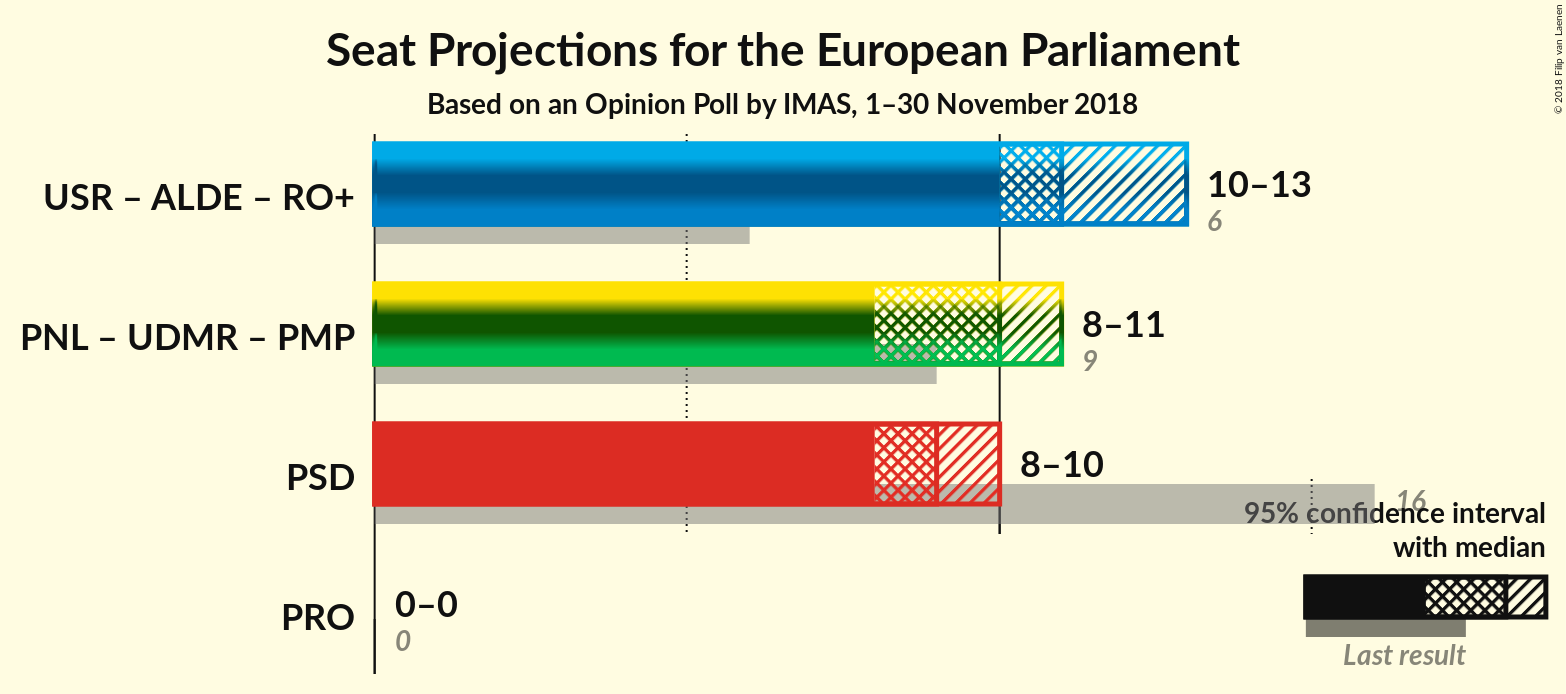 Seat Projections for the European Parliament
Based on an Opinion Poll by IMAS, 1–30 November 2018
© 2018 Filip van Laenen
USR – ALDE – RO+
10–13
6
PNL – UDMR – PMP
8–11
9
PSD
8–10
16
95% confidence interval
with median
PRO
0–0
0
Last result